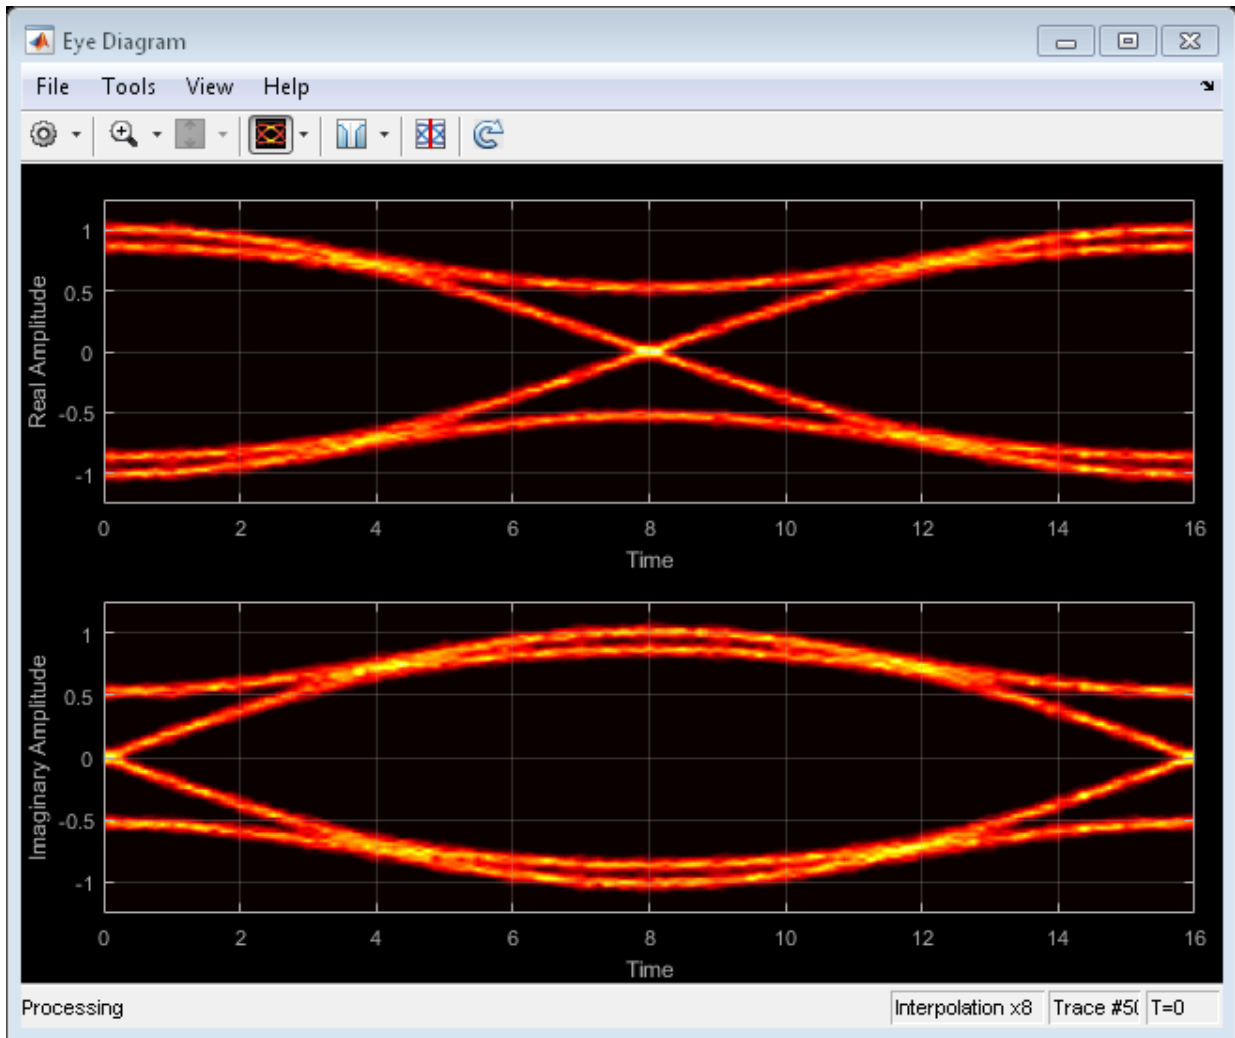 Eye Diagram
File Tools View Help
Real Amplitude
1
0.5
0
-0.5
-1
0 2 4 6 8 10 12 14 16
Time
Imaginary Amplitude
1
0.5
0
-0.5
-1
0 2 4 6 8 10 12 14 16
Time
Processing Interpolation x8 Trace #5 T=0